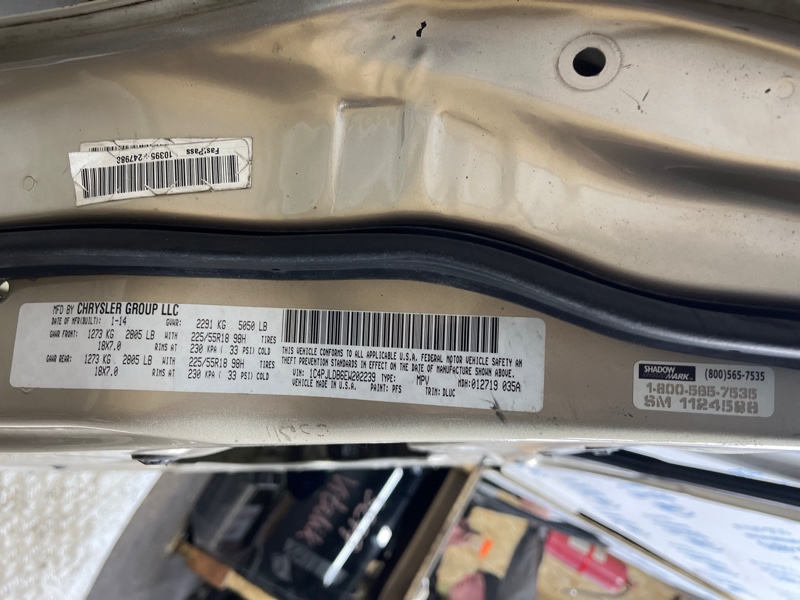 FastPass
10395 247988
MFD BY CHRYSLER GROUP LLC
DATE OF MFR(BUILT): 1-14 GVWR: 2291 KG 5050 LB
GAWR FRONT: 1273 KG 2805 LB WITH 225/55R18 98H TIRES
18X7.0 RIMS AT 230 KPA ( 33 PSI) COLD
GAWR REAR: 1273 KG 2805 LB WITH 225/55R18 98H TIRES
18X7.0 RIMS AT 230 KPA ( 33 PSI) COLD
THIS VEHICLE CONFORMS TO ALL APPLICABLE U.S.A. FEDERAL MOTOR VEHICLE SAFETY AN
THEFT PREVENTION STANDARDS IN EFFECT ON THE DATE OF MANUFACTURE SHOWN ABOVE.
VIN: 1C4PJLDB6EW202239 TYPE: MPV MDH:012719 035A
VEHICLE MADE IN U.S.A. PAINT: PFS TRIM: DLUC
SHADOW MARK (800)565-7535
1-800-565-7535
SM 1124588